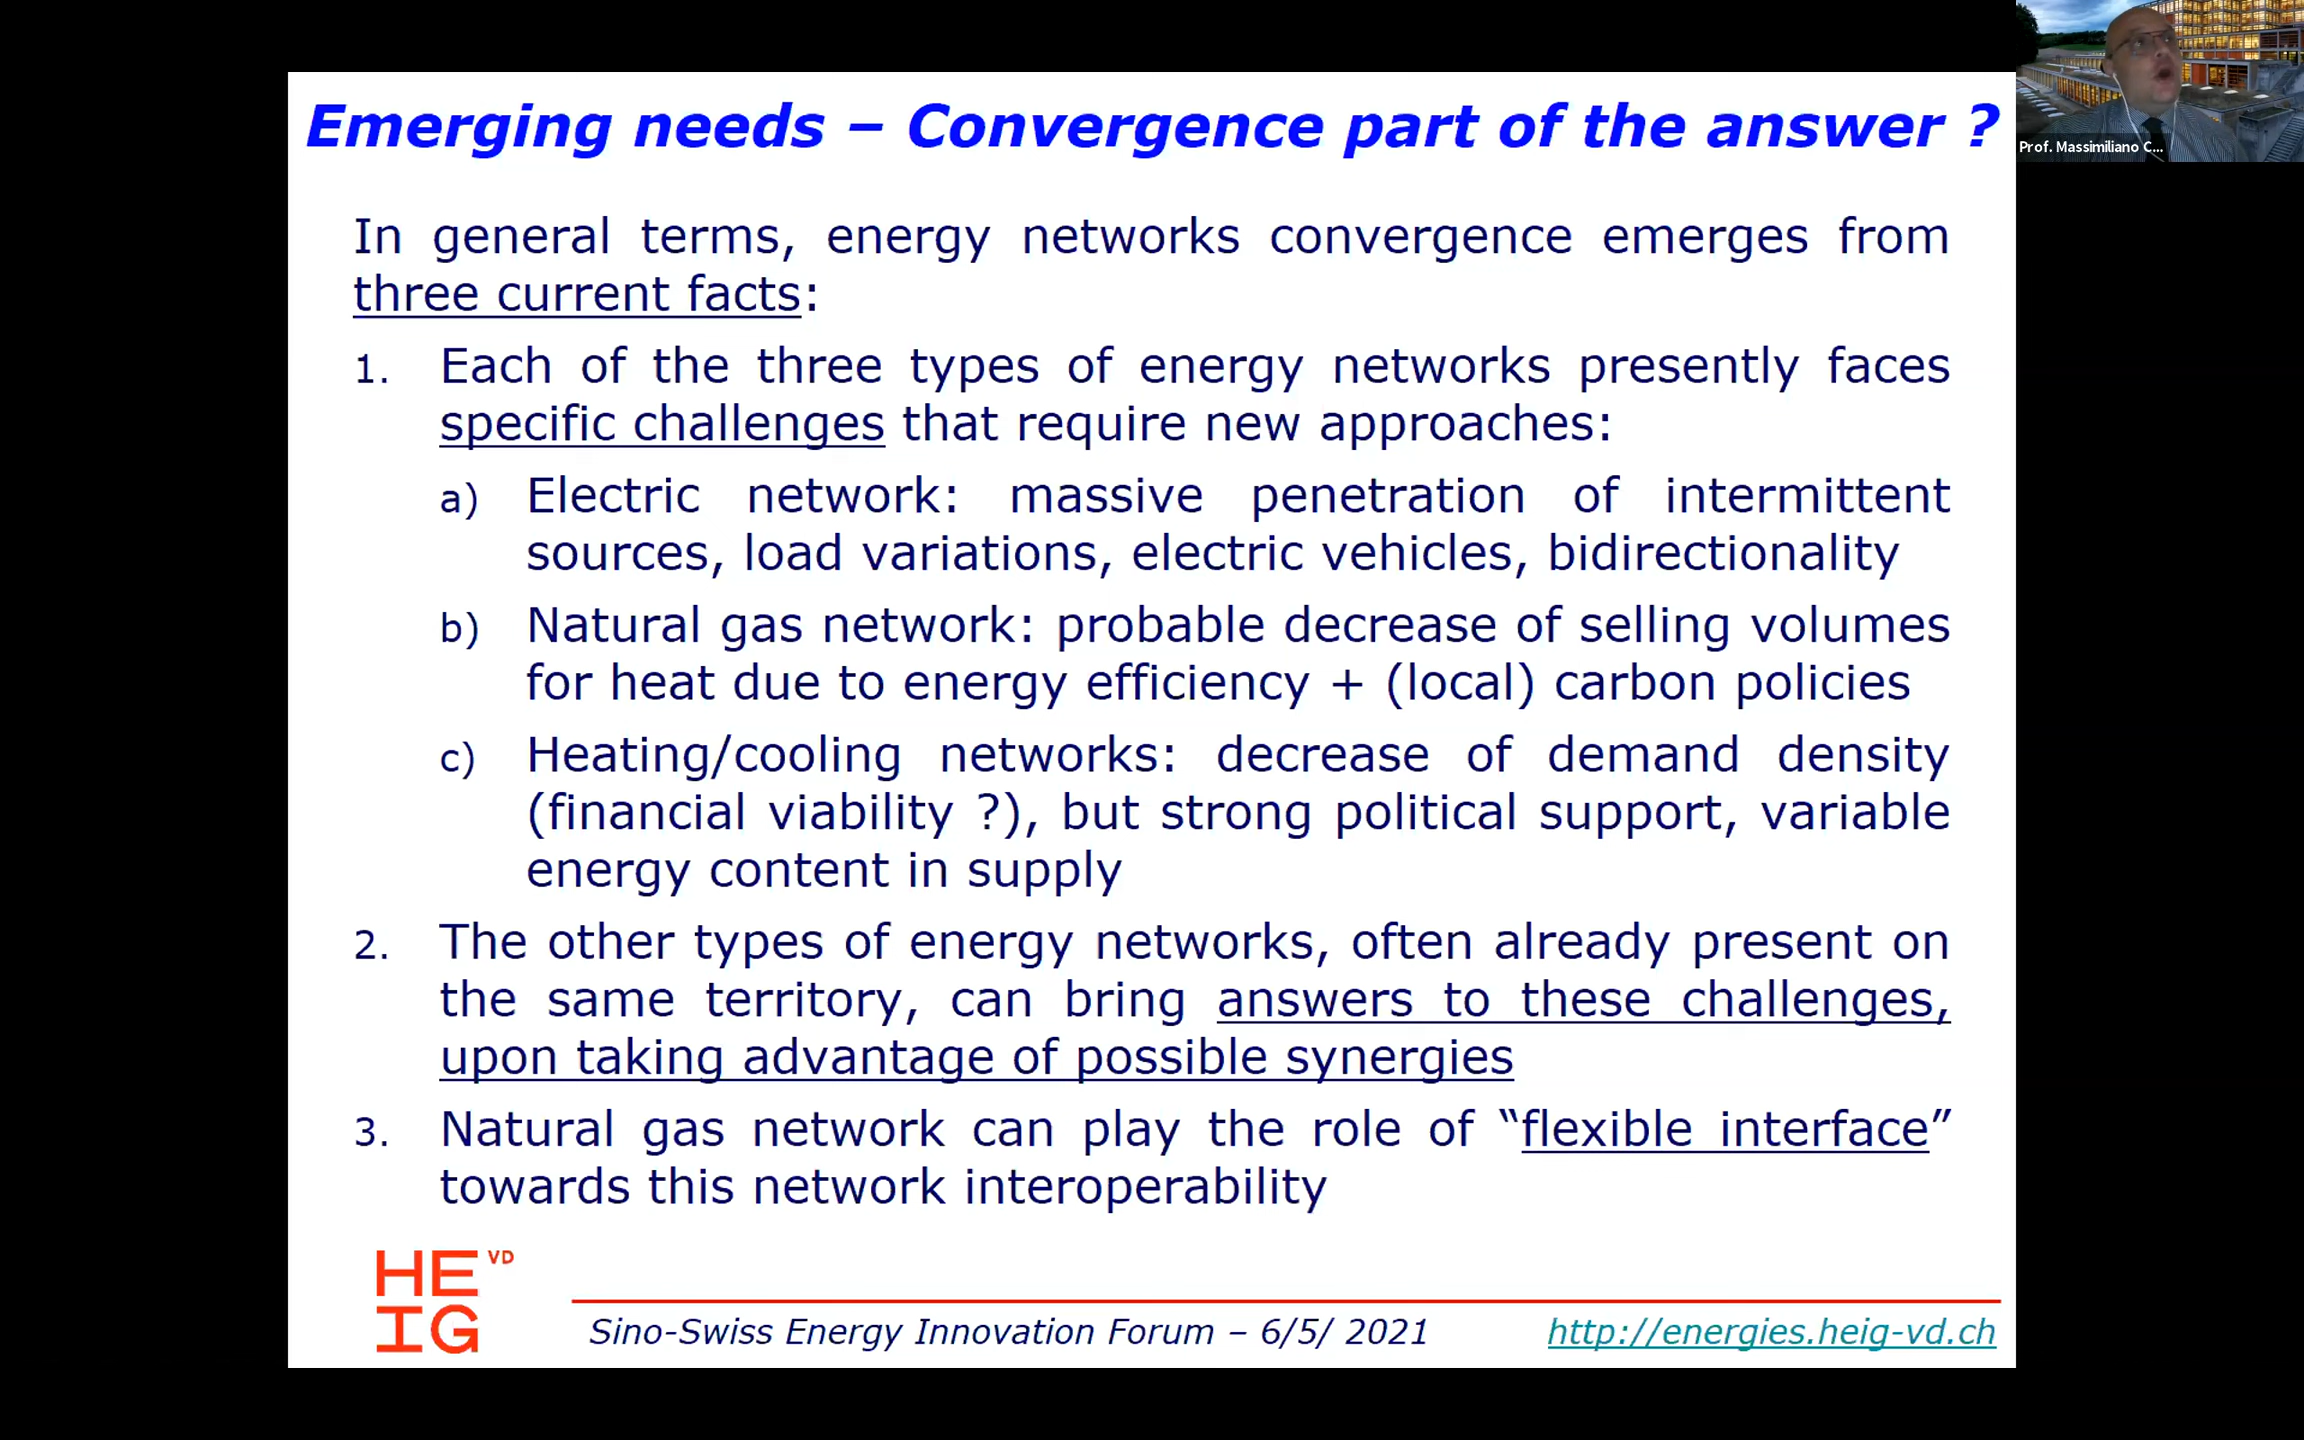 Emerging needs – Convergence part of the answer ?
Prof. Massimiliano C...
In general terms, energy networks convergence emerges from
three current facts:
1. Each of the three types of energy networks presently faces
specific challenges that require new approaches:
a) Electric network: massive penetration of intermittent
sources, load variations, electric vehicles, bidirectionality
b) Natural gas network: probable decrease of selling volumes
for heat due to energy efficiency + (local) carbon policies
c) Heating/cooling networks: decrease of demand density
(financial viability ?), but strong political support, variable
energy content in supply
2. The other types of energy networks, often already present on
the same territory, can bring answers to these challenges,
upon taking advantage of possible synergies
3. Natural gas network can play the role of “flexible interface”
towards this network interoperability
HE VD
IG
Sino-Swiss Energy Innovation Forum – 6/5/ 2021 http://energies.heig-vd.ch